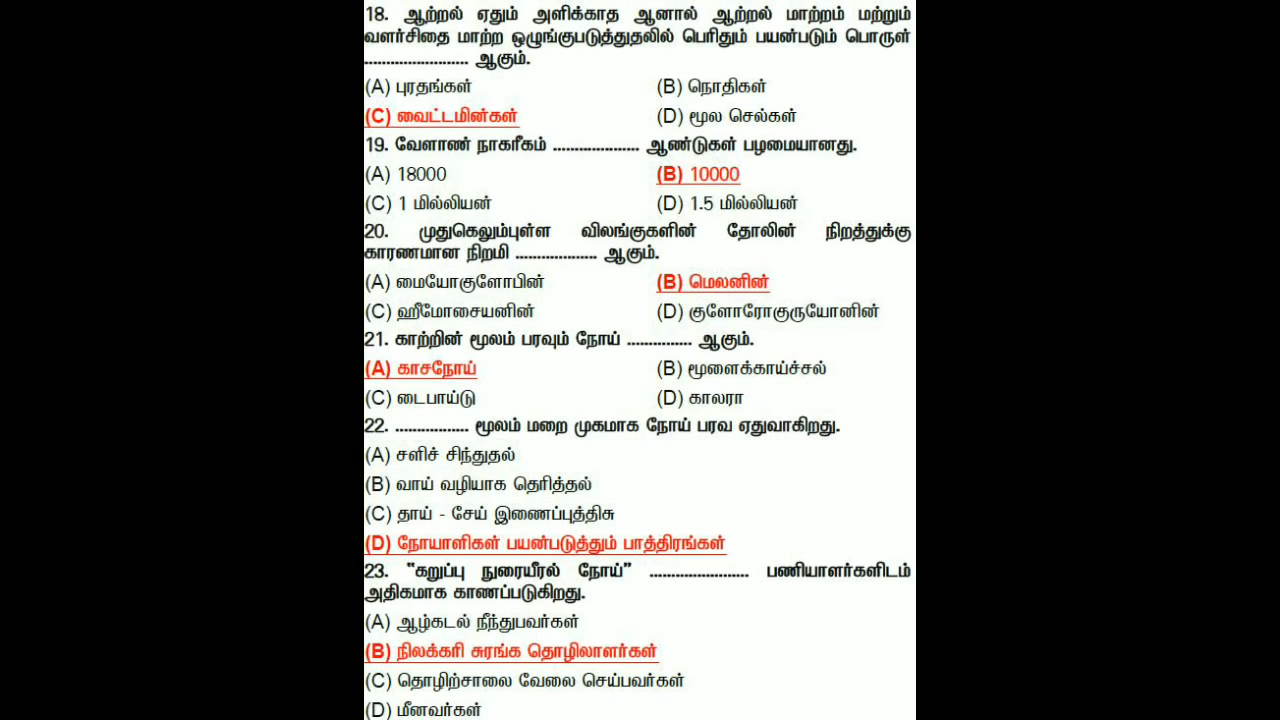 18. ஆற்றல் ஏதும் அளிக்காத ஆனால் ஆற்றல் மாற்றம் மற்றும்
வளர்சிதை மாற்ற ஒழுங்குபடுத்துதலில் பெரிதும் பயன்படும் பொருள்
........................ ஆகும்.
(A) புரதங்கள் (B) நொதிகள்
(C) வைட்டமின்கள் (D) மூல செல்கள்
19. வேளாண் நாகரீகம் .................... ஆண்டுகள் பழமையானது.
(A) 18000 (B) 10000
(C) 1 மில்லியன் (D) 1.5 மில்லியன்
20. முதுகெலும்புள்ள விலங்குகளின் தோலின் நிறத்துக்கு
காரணமான நிறமி ................... ஆகும்.
(A) மையோகுளோபின் (B) மெலனின்
(C) ஹீமோசையனின் (D) குளோரோகுருயோனின்
21. காற்றின் மூலம் பரவும் நோய் ............... ஆகும்.
(A) காசநோய் (B) மூளைக்காய்ச்சல்
(C) டைபாய்டு (D) காலரா
22. ................. மூலம் மறை முகமாக நோய் பரவ ஏதுவாகிறது.
(A) சளிச் சிந்துதல்
(B) வாய் வழியாக தெரித்தல்
(C) தாய் - சேய் இணைப்புத்திசு
(D) நோயாளிகள் பயன்படுத்தும் பாத்திரங்கள்
23. “கறுப்பு நுரையீரல் நோய்” ....................... பணியாளர்களிடம்
அதிகமாக காணப்படுகிறது.
(A) ஆழ்கடல் நீந்துபவர்கள்
(B) நிலக்கரி சுரங்க தொழிலாளர்கள்
(C) தொழிற்சாலை வேலை செய்பவர்கள்
(D) மீனவர்கள்